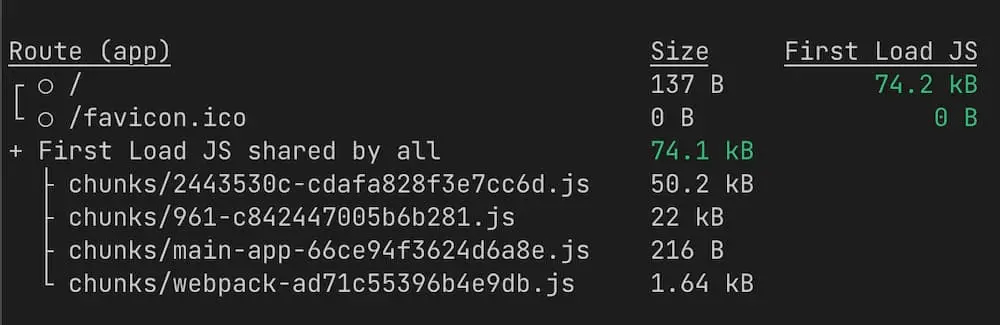 Route (app) Size First Load JS
┌ ○ / 137 B 74.2 kB
└ ○ /favicon.ico 0 B 0 B
+ First Load JS shared by all 74.1 kB
├ chunks/2443530c-cdafa828f3e7cc6d.js 50.2 kB
├ chunks/961-c842447005b6b281.js 22 kB
├ chunks/main-app-66ce94f3624d6a8e.js 216 B
└ chunks/webpack-ad71c55396b4e9db.js 1.64 kB